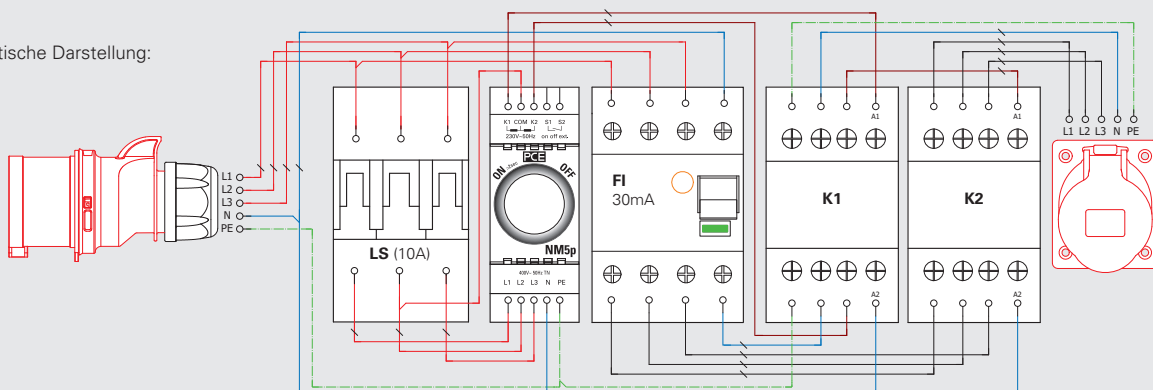 tische Darstellung:
L1
L2
L3
N
PE
LS (10A)
K1 COM K2 S1 S2
230V~50Hz on off ext.
PCE
ON ~2sec OFF
NM5p
400V~ 50Hz TN
L1 L2 L3 N PE
FI
30mA
A1
K1
A2
A1
K2
A2
L1 L2 L3 N PE